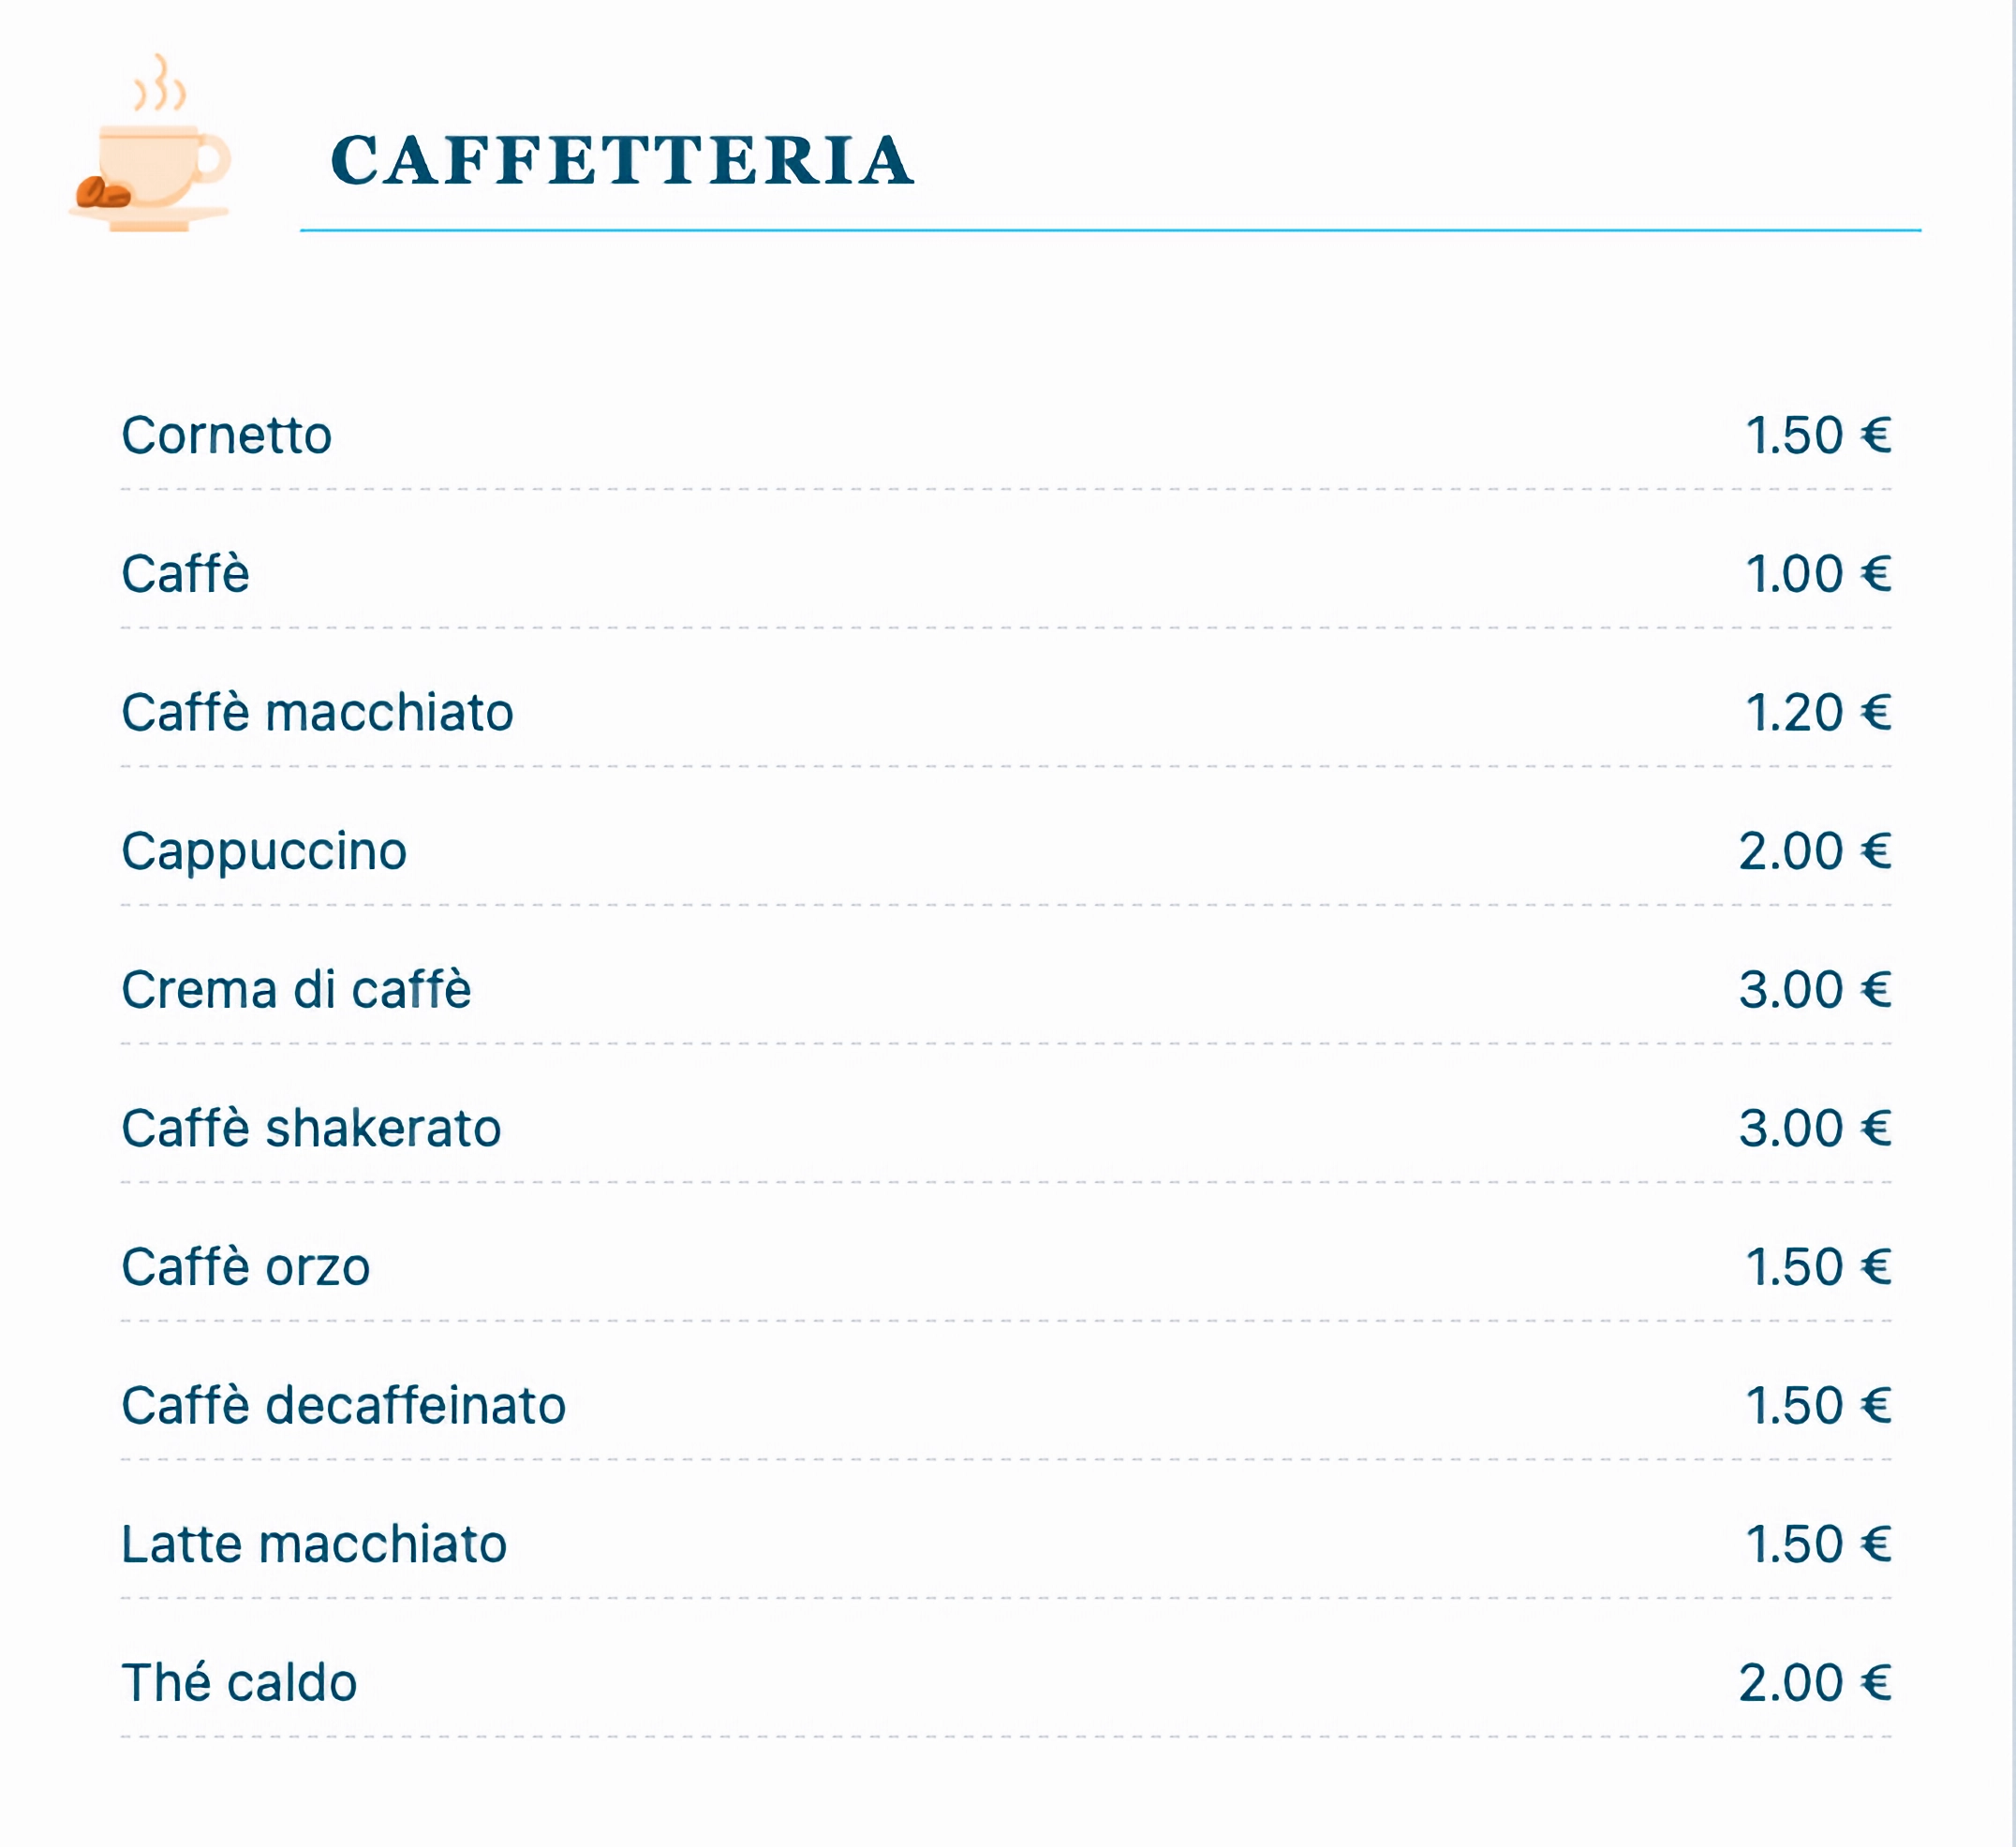 CAFFETTERIA
Cornetto 1.50 €
Caffè 1.00 €
Caffè macchiato 1.20 €
Cappuccino 2.00 €
Crema di caffè 3.00 €
Caffè shakerato 3.00 €
Caffè orzo 1.50 €
Caffè decaffeinato 1.50 €
Latte macchiato 1.50 €
Thé caldo 2.00 €